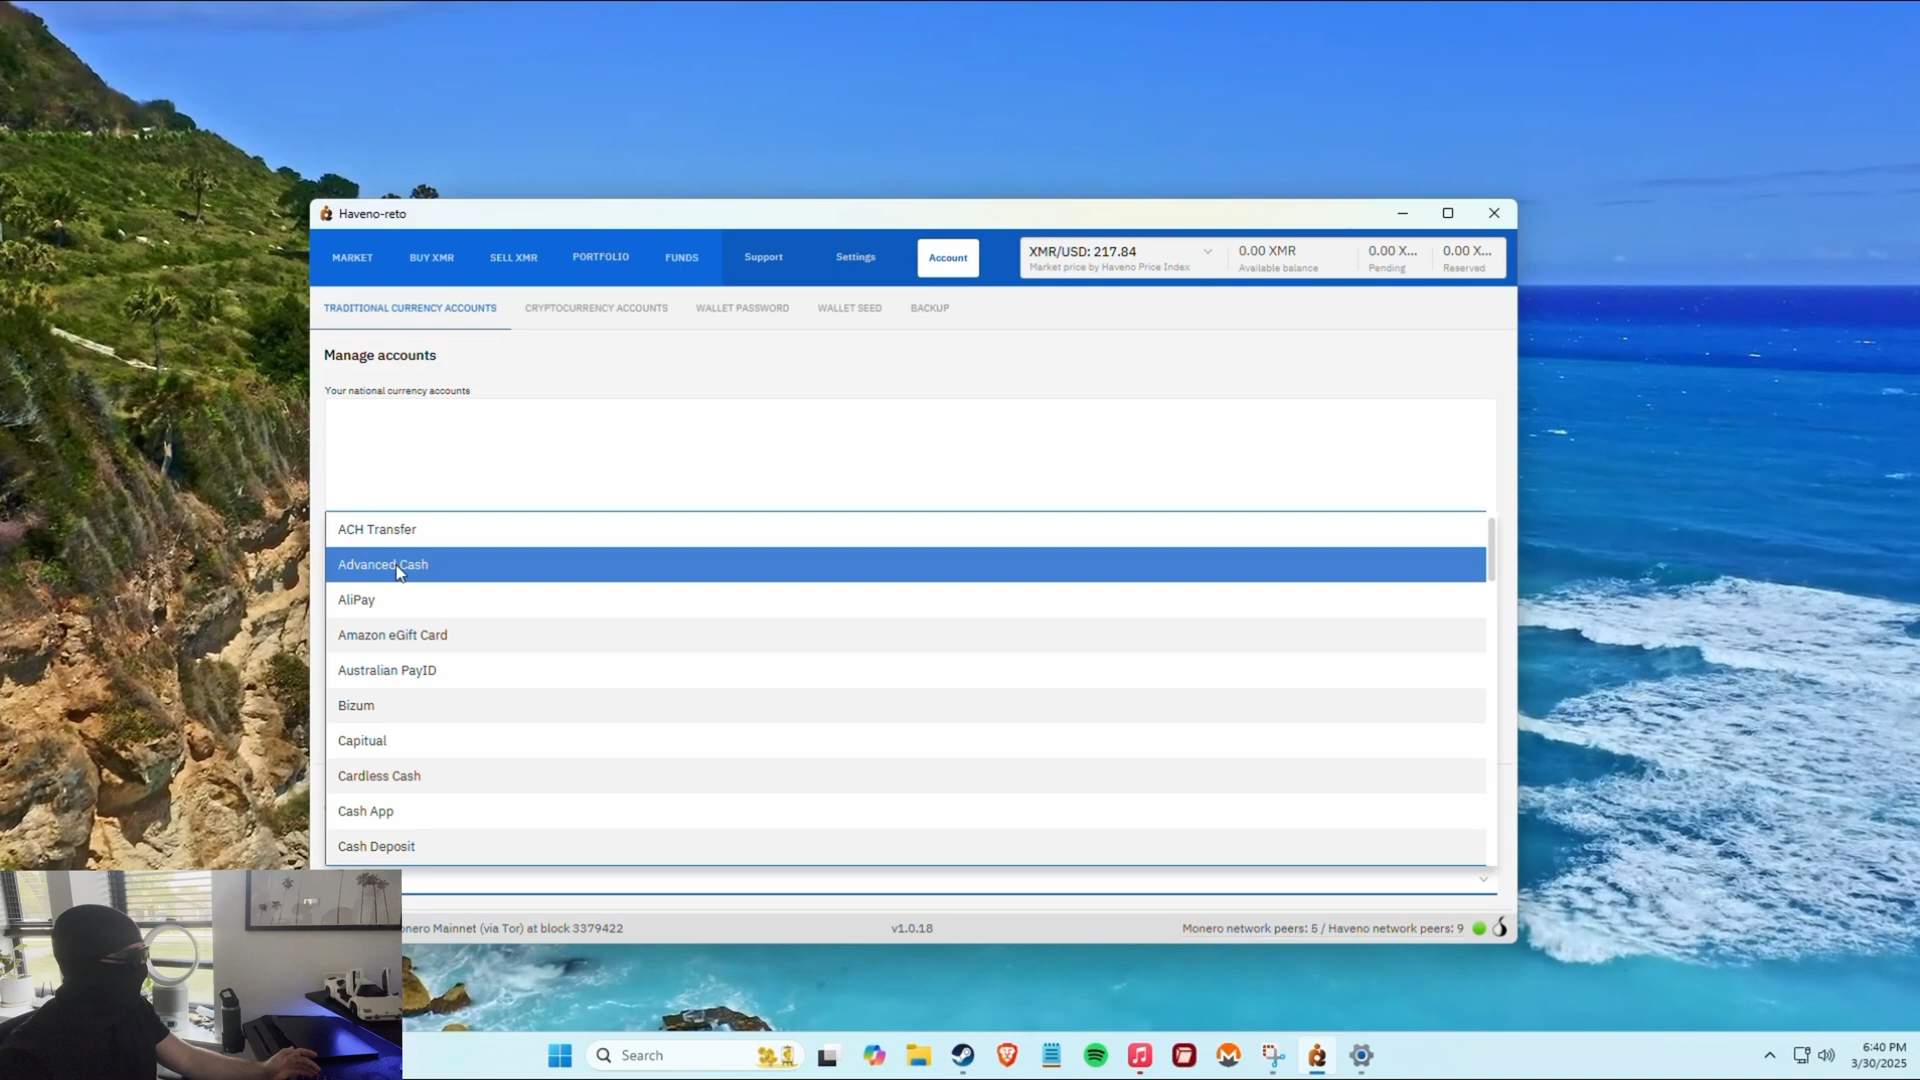 Haveno-reto
MARKET BUY XMR SELL XMR PORTFOLIO FUNDS Support Settings Account
XMR/USD: 217.84
Market price by Haveno Price Index
0.00 XMR
Available balance
0.00 X...
Pending
0.00 X...
Reserved
TRADITIONAL CURRENCY ACCOUNTS CRYPTOCURRENCY ACCOUNTS WALLET PASSWORD WALLET SEED BACKUP
Manage accounts
Your national currency accounts
ACH Transfer
Advanced Cash
AliPay
Amazon eGift Card
Australian PayID
Bizum
Capitual
Cardless Cash
Cash App
Cash Deposit
onero Mainnet (via Tor) at block 3379422
v1.0.18
Monero network peers: 5 / Haveno network peers: 9
Search
6:40 PM
3/30/2025